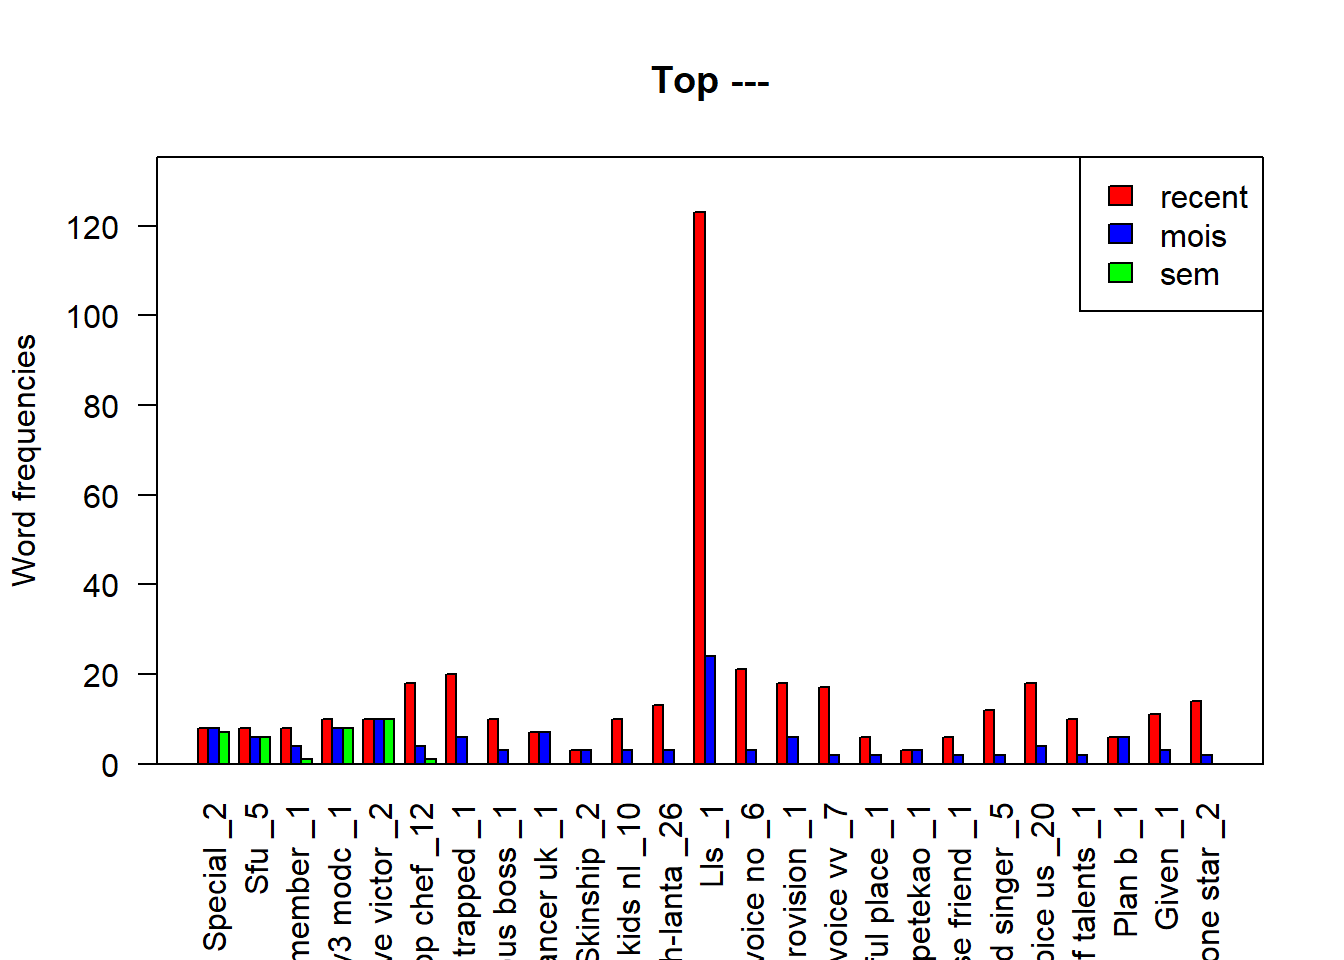 Top ---
Word frequencies
120
100
80
60
40
20
0
recent
mois
sem
Special _2
Sfu _5
member _1
v3 modc _1
ve victor _2
op chef _12
trapped _1
ous boss _1
ancer uk _1
Skinship _2
kids nl _10
h-lanta _26
Lls _1
voice no _6
rovision _1
voice vv _7
ful place _1
petekao _1
se friend _1
d singer _5
oice us _20
f talents _1
Plan b _1
Given _1
one star _2